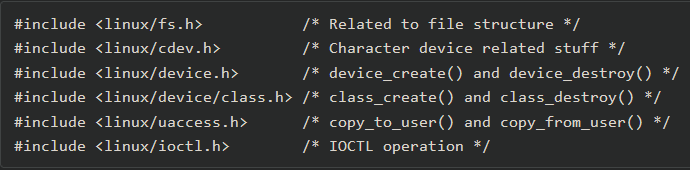 #include <linux/fs.h>           /* Related to file structure */
#include <linux/cdev.h>         /* Character device related stuff */
#include <linux/device.h>       /* device_create() and device_destroy() */
#include <linux/device/class.h> /* class_create() and class_destroy() */
#include <linux/uaccess.h>      /* copy_to_user() and copy_from_user() */
#include <linux/ioctl.h>        /* IOCTL operation */